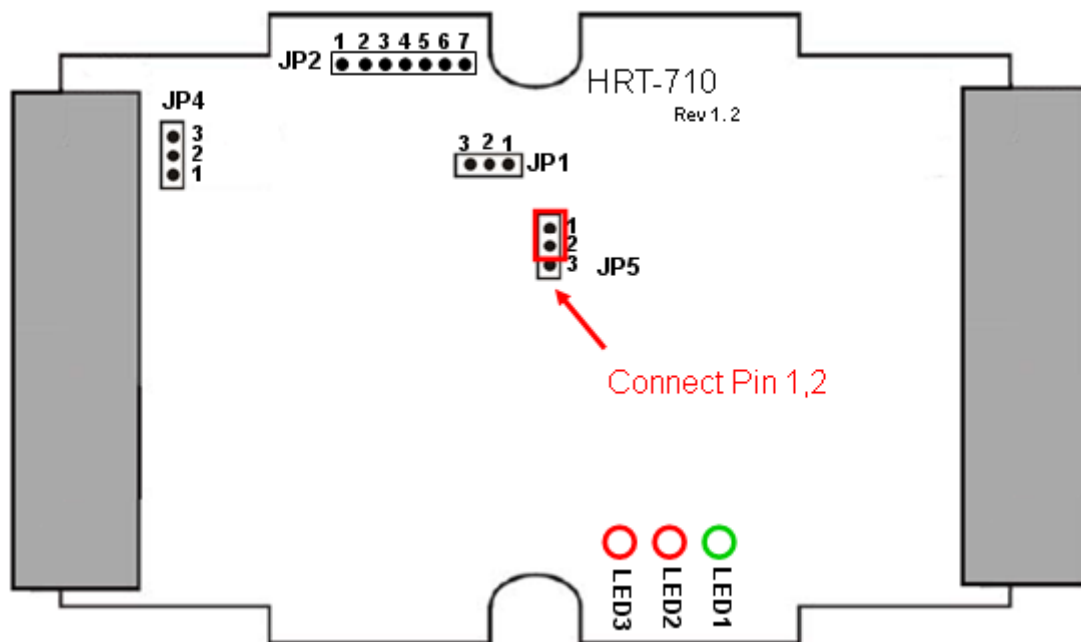 1 2 3 4 5 6 7
JP2
HRT-710
Rev 1.2
JP4
3
2
1
3 2 1
JP1
1
2
3
JP5
Connect Pin 1,2
LED3
LED2
LED1